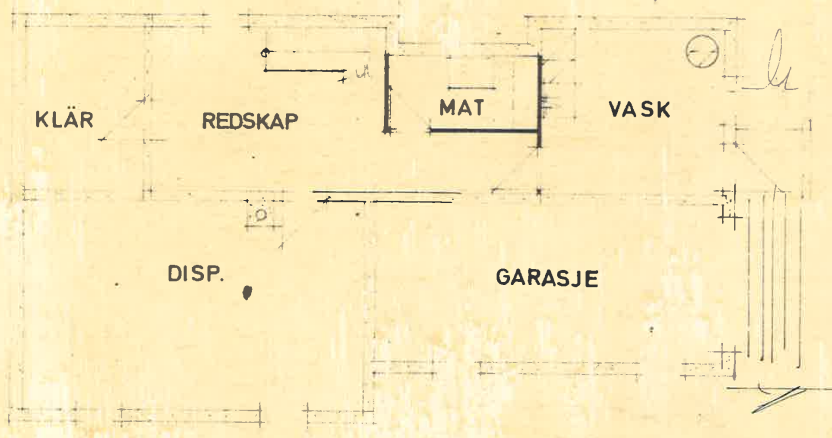 KLÄR
REDSKAP
MAT
VASK
DISP.
GARASJE